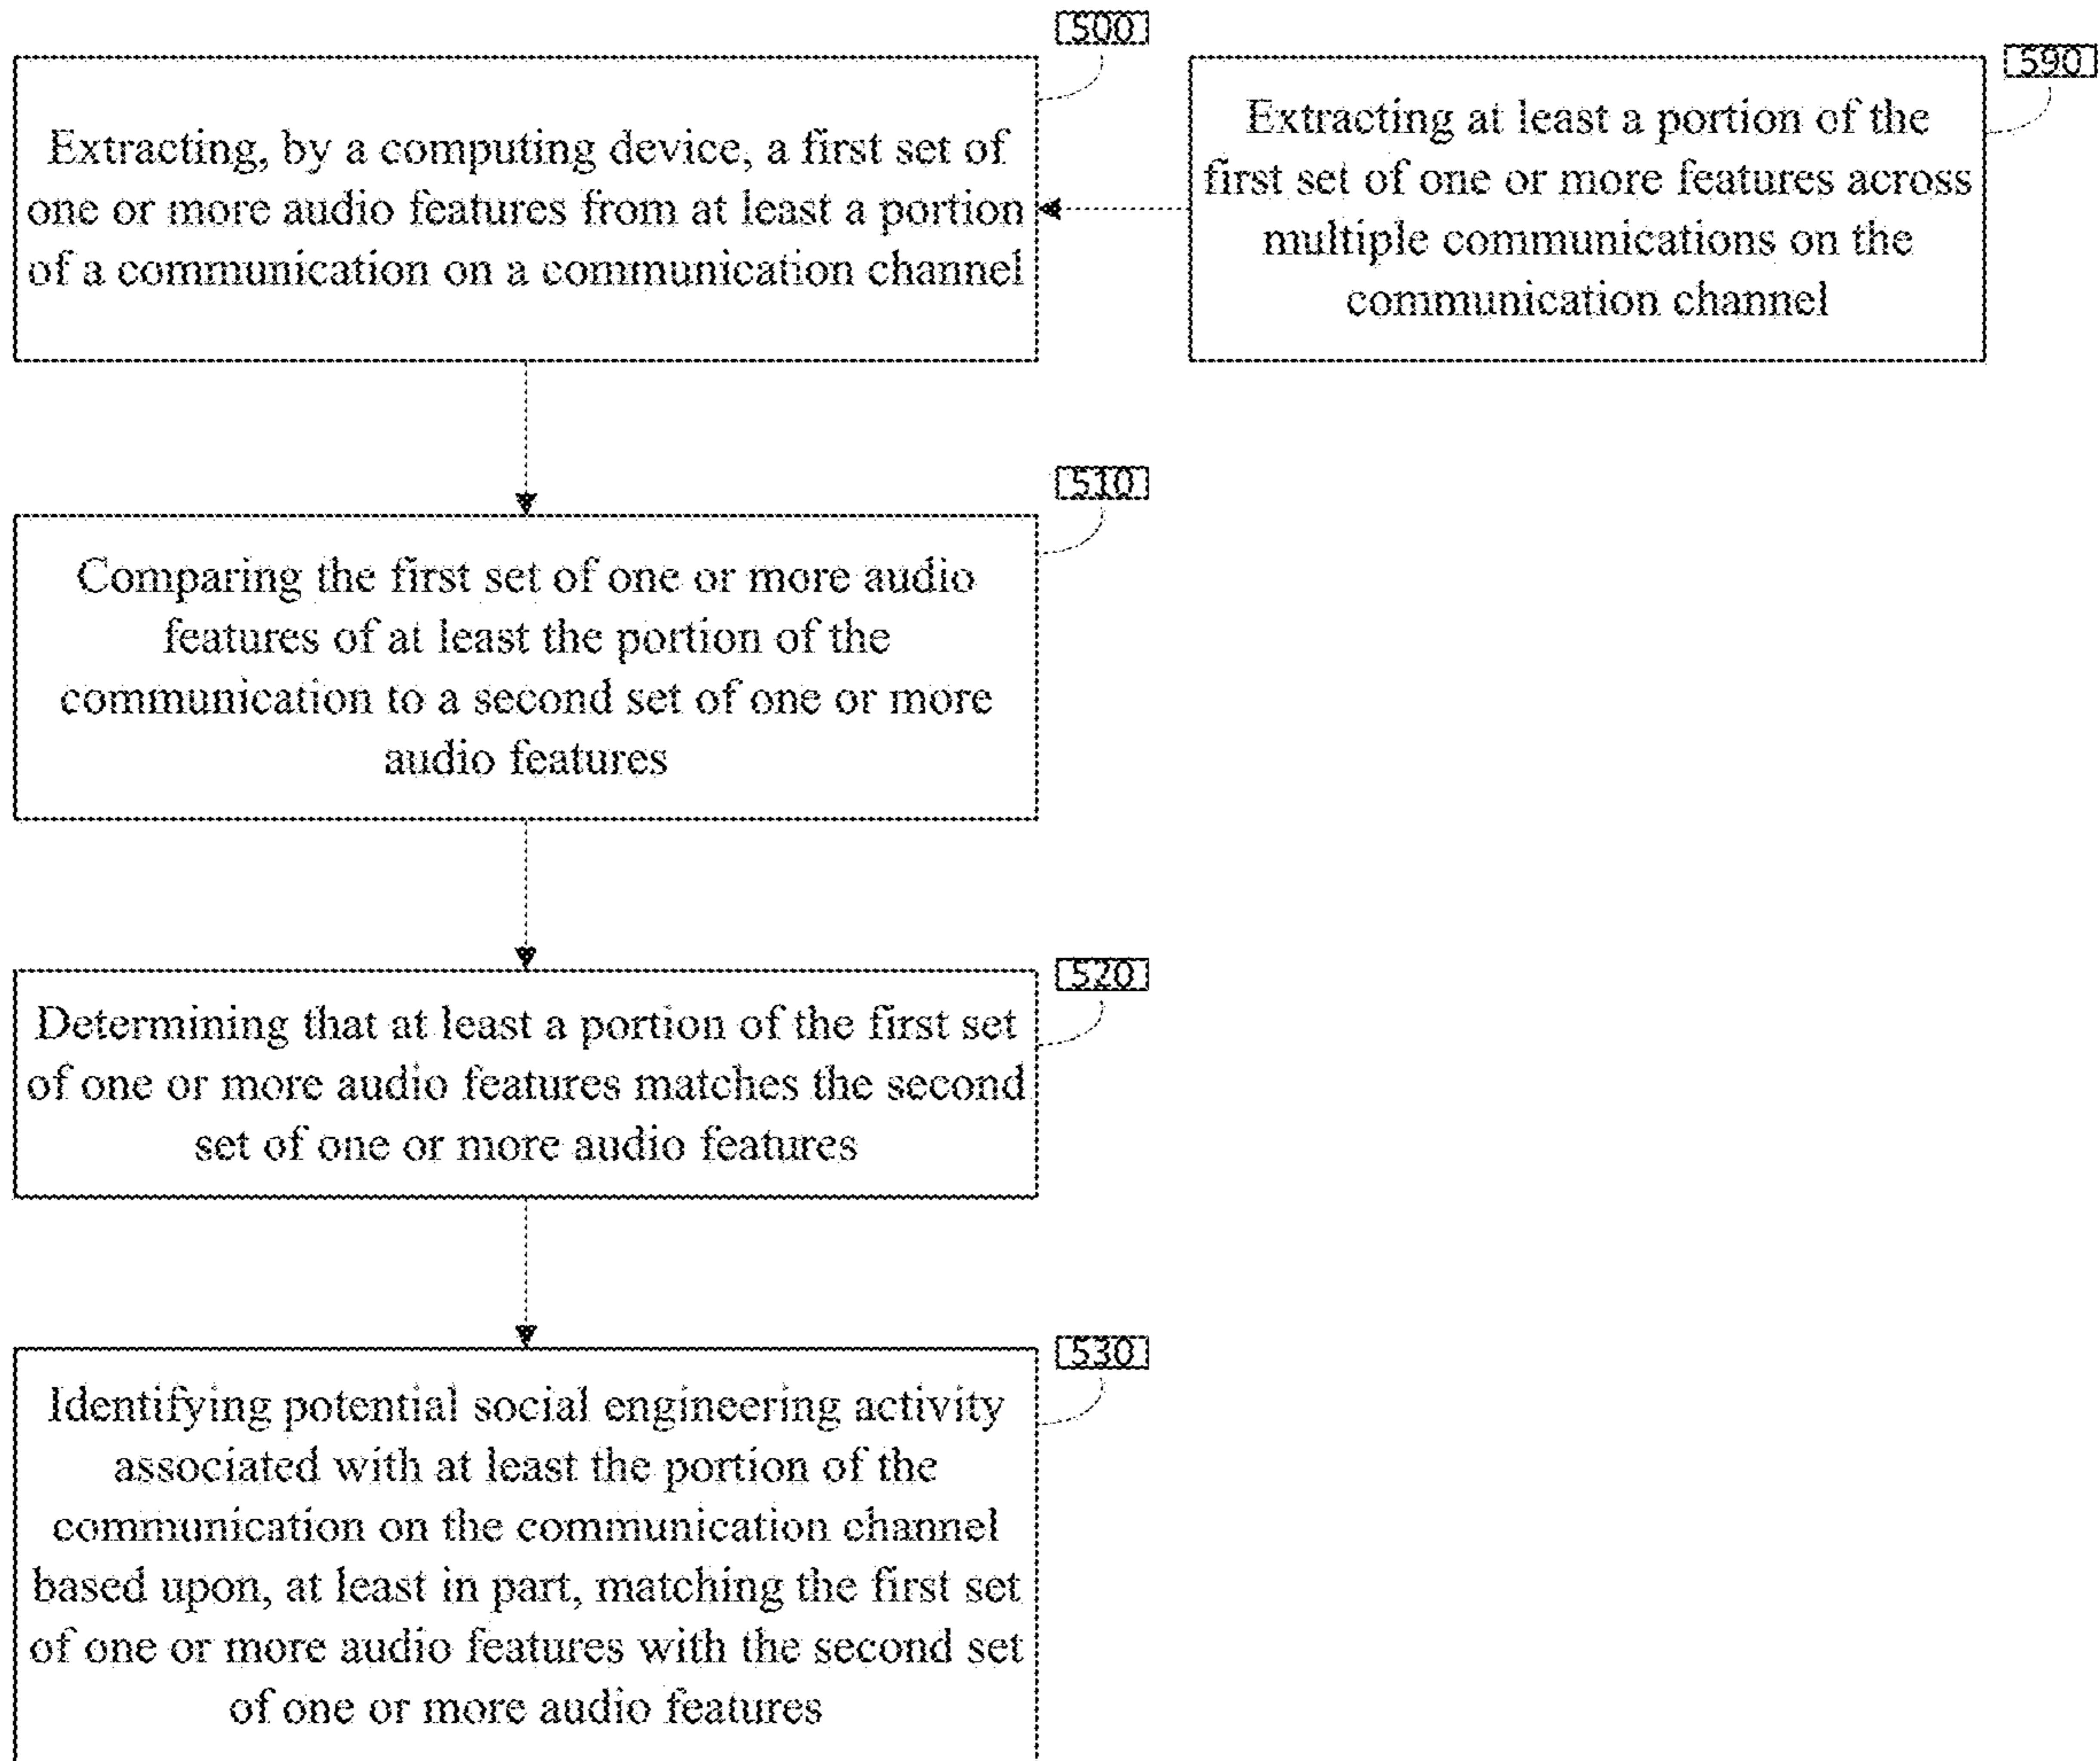 500
Extracting, by a computing device, a first set of
one or more audio features from at least a portion
of a communication on a communication channel
590
Extracting at least a portion of the
first set of one or more features across
multiple communications on the
communication channel
510
Comparing the first set of one or more audio
features of at least the portion of the
communication to a second set of one or more
audio features
520
Determining that at least a portion of the first set
of one or more audio features matches the second
set of one or more audio features
530
Identifying potential social engineering activity
associated with at least the portion of the
communication on the communication channel
based upon, at least in part, matching the first set
of one or more audio features with the second set
of one or more audio features